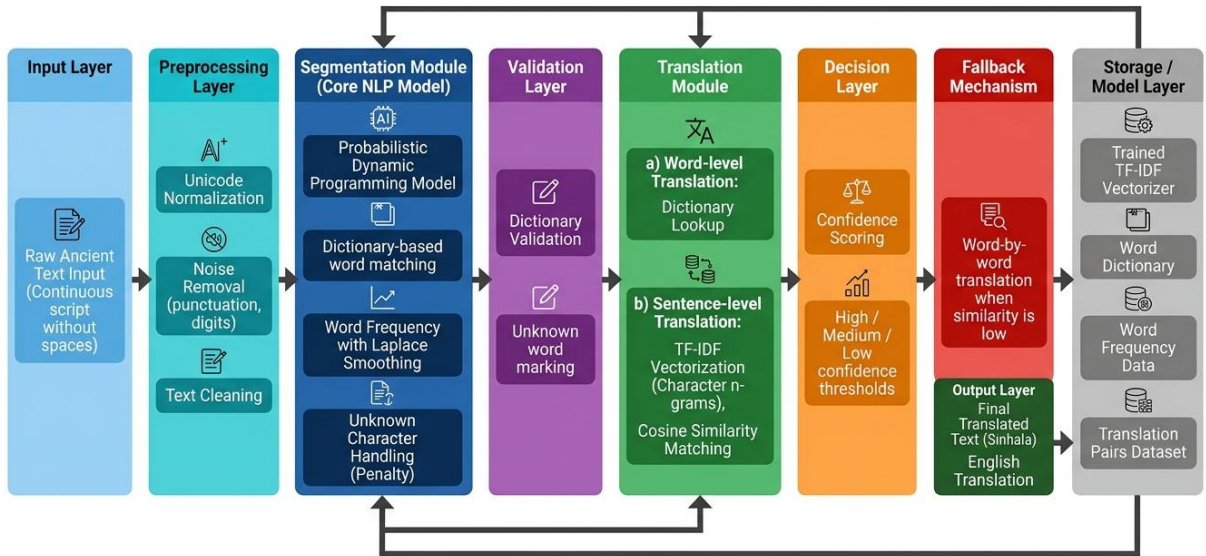 Input Layer
Raw Ancient
Text Input
(Continuous
script
without
spaces)
Preprocessing
Layer
Unicode
Normalization
Noise
Removal
(punctuation,
digits)
Text Cleaning
Segmentation Module
(Core NLP Model)
AI
Probabilistic
Dynamic
Programming Model
Dictionary-based
word matching
Word Frequency
with Laplace
Smoothing
Unknown
Character
Handling
(Penalty)
Validation
Layer
Dictionary
Validation
Unknown
word
marking
Translation
Module
a) Word-level
Translation:
Dictionary
Lookup
b) Sentence-level
Translation:
TF-IDF
Vectorization
(Character n-
grams),
Cosine Similarity
Matching
Decision
Layer
Confidence
Scoring
High /
Medium /
Low
confidence
thresholds
Fallback
Mechanism
Word-by-
word
translation
when
similarity is
low
Output Layer
Final
Translated
Text (Sinhala)
English
Translation
Storage /
Model Layer
Trained
TF-IDF
Vectorizer
Word
Dictionary
Word
Frequency
Data
Translation
Pairs Dataset